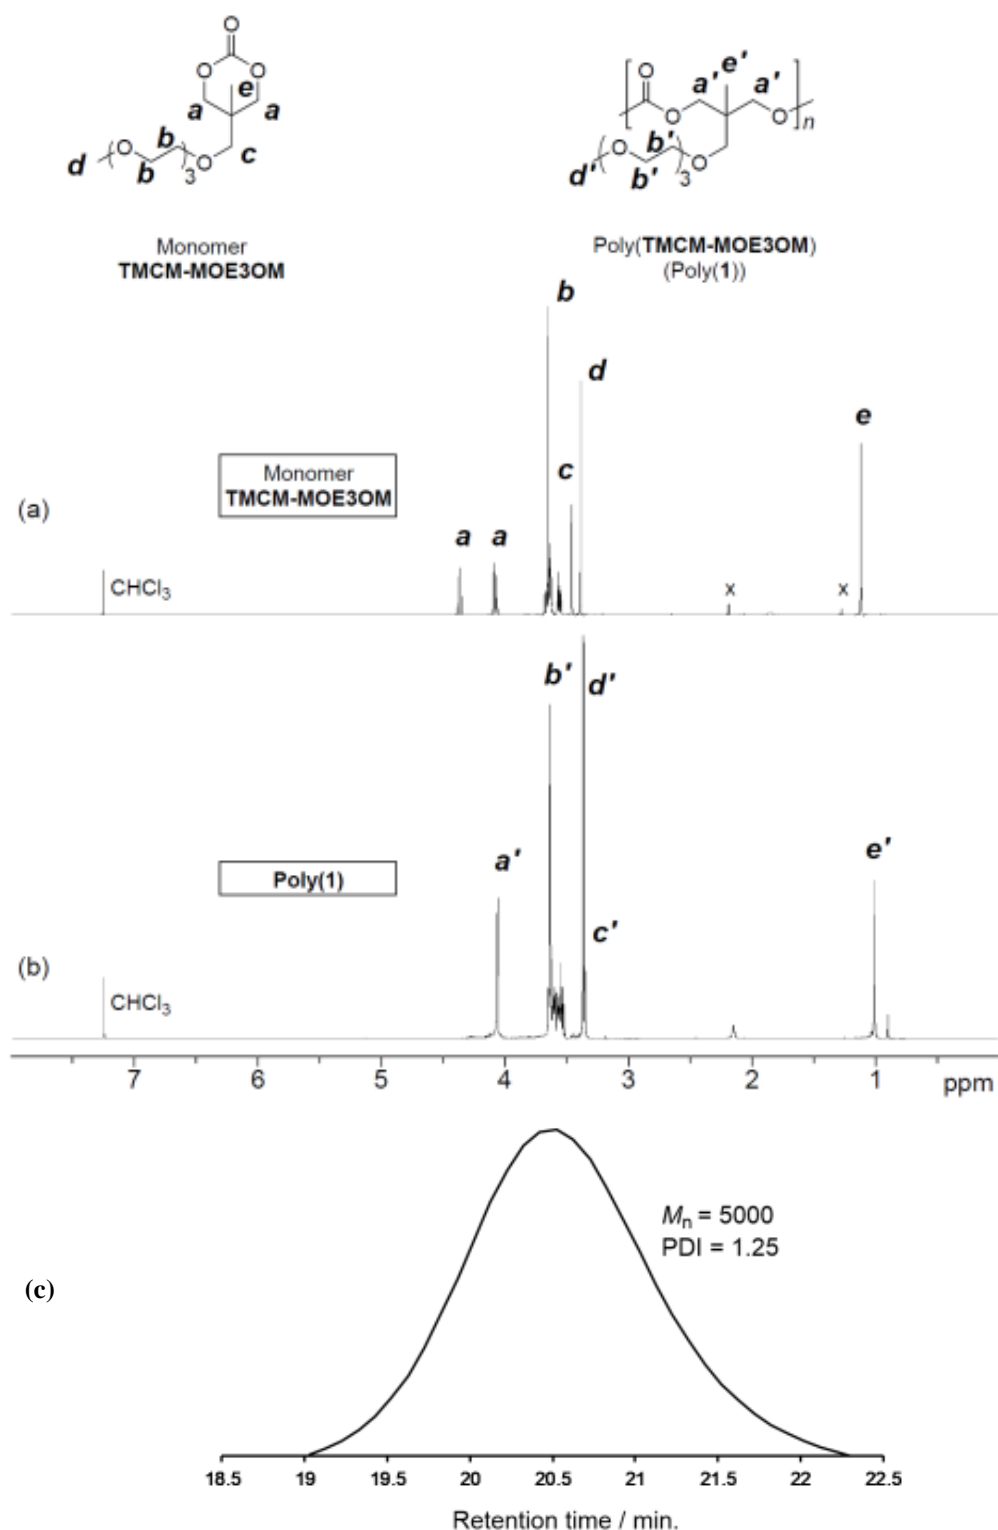 O
O
O
e
a
a
b
b
O
O
c
d
b
3
Monomer
TMCM-MOE3OM
O
e'
a'
a'
O
O
n
b'
O
O
d'
b'
3
Poly(TMCM-MOE3OM)
(Poly(1))
b
d
e
Monomer
TMCM-MOE3OM
c
(a)
a
a
CHCl3
x
x
b'
d'
e'
a'
Poly(1)
c'
(b)
CHCl3
7
6
5
4
3
2
1
ppm
Mn = 5000
PDI = 1.25
(c)
18.5
19
19.5
20
20.5
21
21.5
22
22.5
Retention time / min.